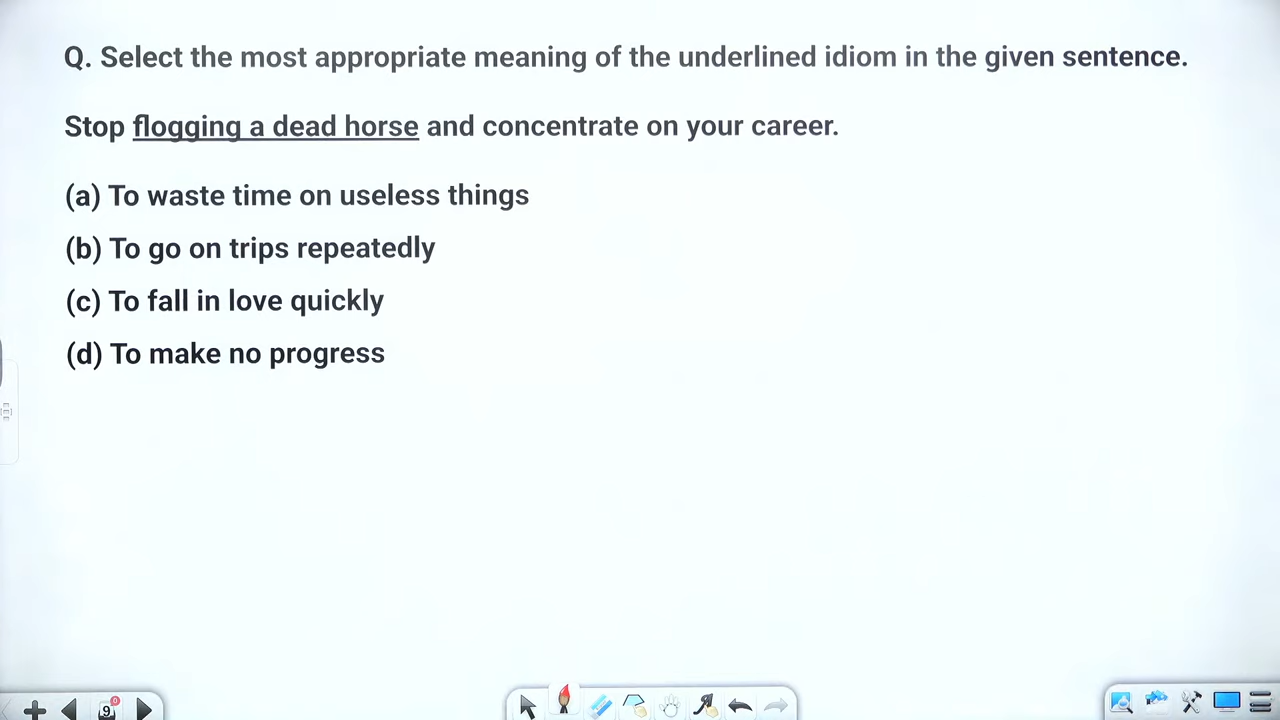 Q. Select the most appropriate meaning of the underlined idiom in the given sentence.
Stop flogging a dead horse and concentrate on your career.
(a) To waste time on useless things
(b) To go on trips repeatedly
(c) To fall in love quickly
(d) To make no progress
9
0